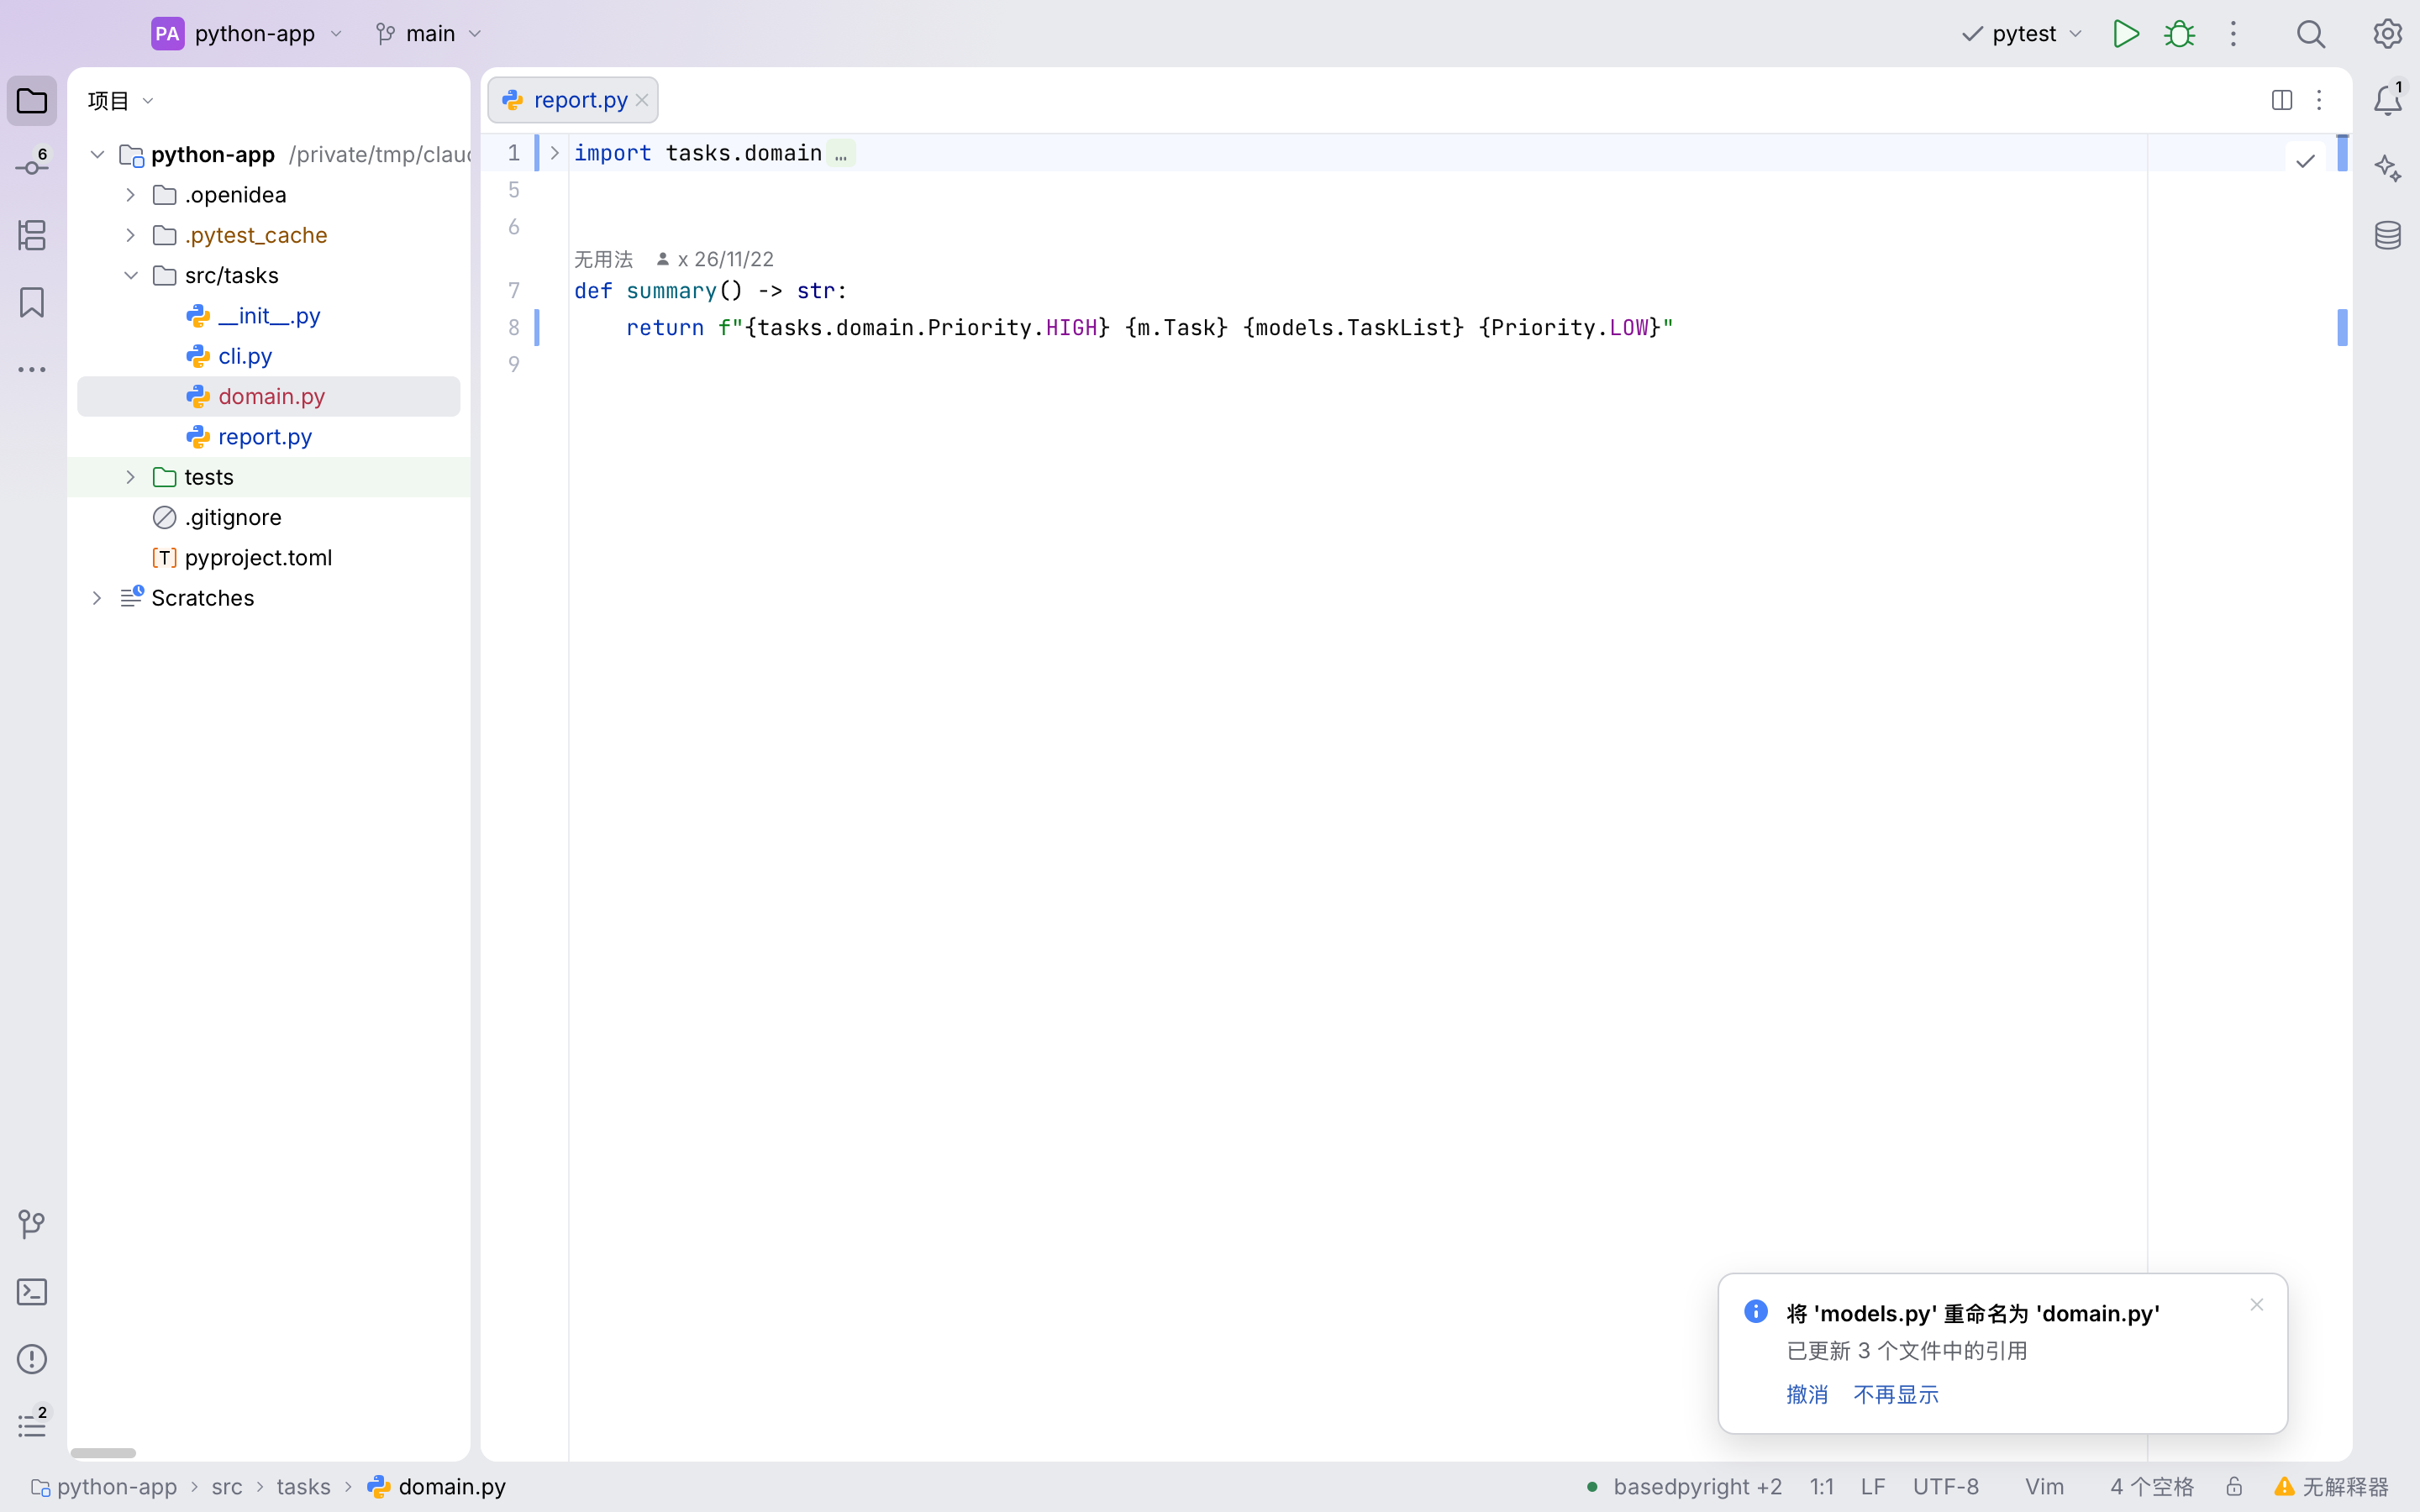 PA python-app main pytest
项目
report.py
1
6
python-app /private/tmp/clauc
.openidea
.pytest_cache
src/tasks
__init__.py
cli.py
domain.py
report.py
tests
.gitignore
[T] pyproject.toml
Scratches
1 import tasks.domain...
5
6
无用法 x 26/11/22
7 def summary() -> str:
8 return f"{tasks.domain.Priority.HIGH} {m.Task} {models.TaskList} {Priority.LOW}"
9
将 'models.py' 重命名为 'domain.py'
已更新 3 个文件中的引用
撤消 不再显示
2
python-app > src > tasks > domain.py
basedpyright +2 1:1 LF UTF-8 Vim 4 个空格 无解释器